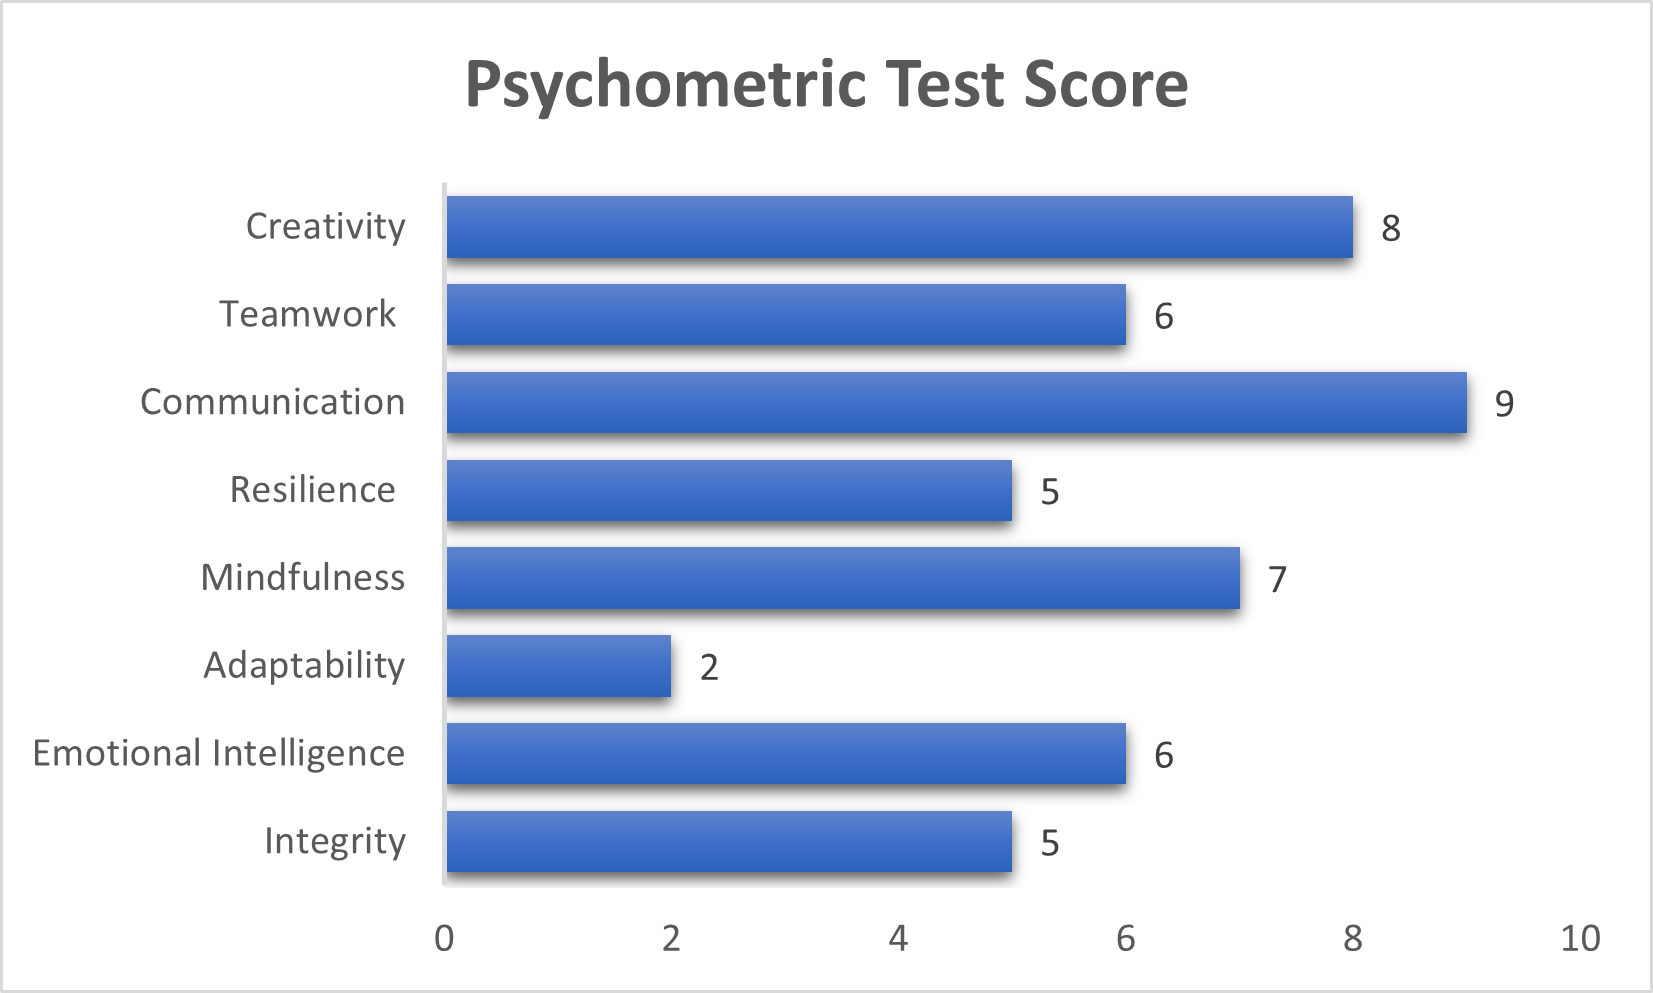 Psychometric Test Score
Creativity 8
Teamwork 6
Communication 9
Resilience 5
Mindfulness 7
Adaptability 2
Emotional Intelligence 6
Integrity 5
0 2 4 6 8 10